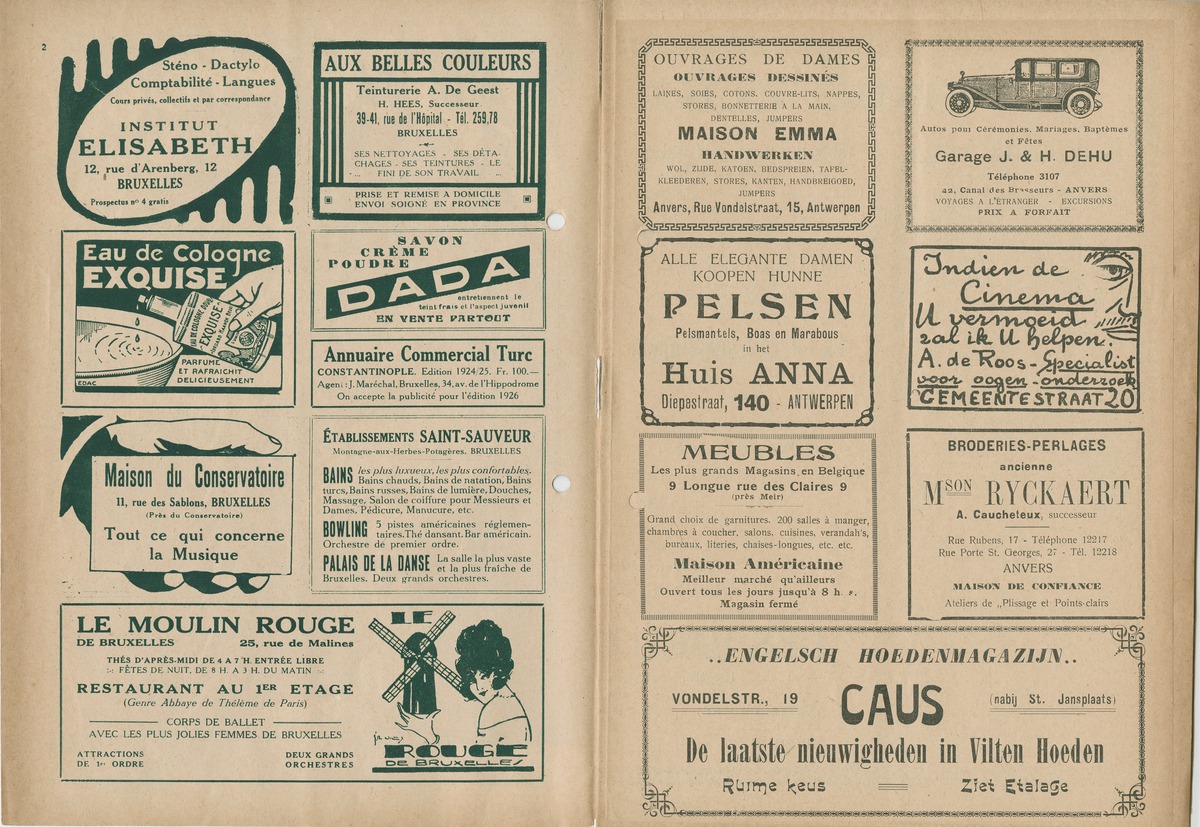 2
Sténo - Dactylo
Comptabilité - Langues
Cours privés, collectifs et par correspondance
INSTITUT
ELISABETH
12, rue d'Arenberg, 12
BRUXELLES
Prospectus nº 4 gratis
AUX BELLES COULEURS
Teinturerie A. De Geest
H. HEES, Successeur
39-41, rue de l'Hôpital - Tél. 259,78
BRUXELLES
SES NETTOYAGES - SES DÉTA-
CHAGES - SES TEINTURES - LE
FINI DE SON TRAVAIL
PRISE ET REMISE A DOMICILE
ENVOI SOIGNÉ EN PROVINCE
Eau de Cologne
EXQUISE
EAU DE COLOGNE
EXQUISE
PARFUME
ET RAFRAICHIT
DELICIEUSEMENT
EDAC
SAVON
CRÈME
POUDRE
DADA
entretiennent le
teint frais et l'aspect juvenil
EN VENTE PARTOUT
Annuaire Commercial Turc
CONSTANTINOPLE. Edition 1924/25. Fr. 100.—
Agent: J. Maréchal, Bruxelles, 34, av. de l'Hippodrome
On accepte la publicité pour l'édition 1926
Maison du Conservatoire
11, rue des Sablons, BRUXELLES
(Près du Conservatoire)
Tout ce qui concerne
la Musique
ÉTABLISSEMENTS SAINT-SAUVEUR
Montagne-aux-Herbes-Potagères. BRUXELLES
BAINS les plus luxueux, les plus confortables.
Bains chauds, Bains de natation, Bains
turcs, Bains russes, Bains de lumière, Douches,
Massage. Salon de coiffure pour Messieurs et
Dames. Pédicure, Manucure, etc.
BOWLING 5 pistes américaines réglemen-
taires. Thé dansant. Bar américain.
Orchestre de premier ordre.
PALAIS DE LA DANSE La salle la plus vaste
et la plus fraîche de
Bruxelles. Deux grands orchestres.
LE MOULIN ROUGE
DE BRUXELLES 25, rue de Malines
THÉS D'APRÈS-MIDI DE 4 A 7 H. ENTRÉE LIBRE
:-: FÊTES DE NUIT, DE 8 H. A 3 H. DU MATIN :-:
RESTAURANT AU 1ER ETAGE
(Genre Abbaye de Thélème de Paris)
CORPS DE BALLET
AVEC LES PLUS JOLIES FEMMES DE BRUXELLES
ATTRACTIONS
DE 1er ORDRE
DEUX GRANDS
ORCHESTRES
LE
ROUGE
DE BRUXELLES
OUVRAGES DE DAMES
OUVRAGES DESSINÉS
LAINES, SOIES, COTONS. COUVRE-LITS, NAPPES,
STORES, BONNETTERIE A LA MAIN,
DENTELLES, JUMPERS
MAISON EMMA
HANDWERKEN
WOL, ZIJDE, KATOEN, BEDSPREIEN, TAFEL-
KLEEDEREN, STORES, KANTEN, HANDBREIGOED,
JUMPERS
Anvers, Rue Vondelstraat, 15, Antwerpen
Autos pour Cérémonies, Mariages, Baptèmes
et Fêtes
Garage J. & H. DEHU
Téléphone 3107
42, Canal des Brasseurs - ANVERS
VOYAGES A L'ÉTRANGER - EXCURSIONS
PRIX A FORFAIT
ALLE ELEGANTE DAMEN
KOOPEN HUNNE
PELSEN
Pelsmantels, Boas en Marabous
in het
Huis ANNA
Diepestraat, 140 - ANTWERPEN
Indien de
Cinema
U vermoeid
zal ik U helpen.
A. de Roos - Specialist
voor oogen - onderzoek
GEMEENTESTRAAT 20
MEUBLES
Les plus grands Magasins en Belgique
9 Longue rue des Claires 9
(près Meir)
Grand choix de garnitures. 200 salles à manger,
chambres à coucher, salons, cuisines, verandah's,
bureaux, literies, chaises-longues, etc. etc.
Maison Américaine
Meilleur marché qu'ailleurs
Ouvert tous les jours jusqu'à 8 h. s.
Magasin fermé
BRODERIES-PERLAGES
ancienne
MSON RYCKAERT
A. Caucheteux, successeur
Rue Rubens, 17 - Téléphone 12217
Rue Porte St. Georges, 27 - Tél. 12218
ANVERS
MAISON DE CONFIANCE
Ateliers de „Plissage et Points-clairs
..ENGELSCH HOEDENMAGAZIJN..
VONDELSTR., 19 CAUS (nabij St. Jansplaats)
De laatste nieuwigheden in Vilten Hoeden
Ruime keus Ziet Etalage